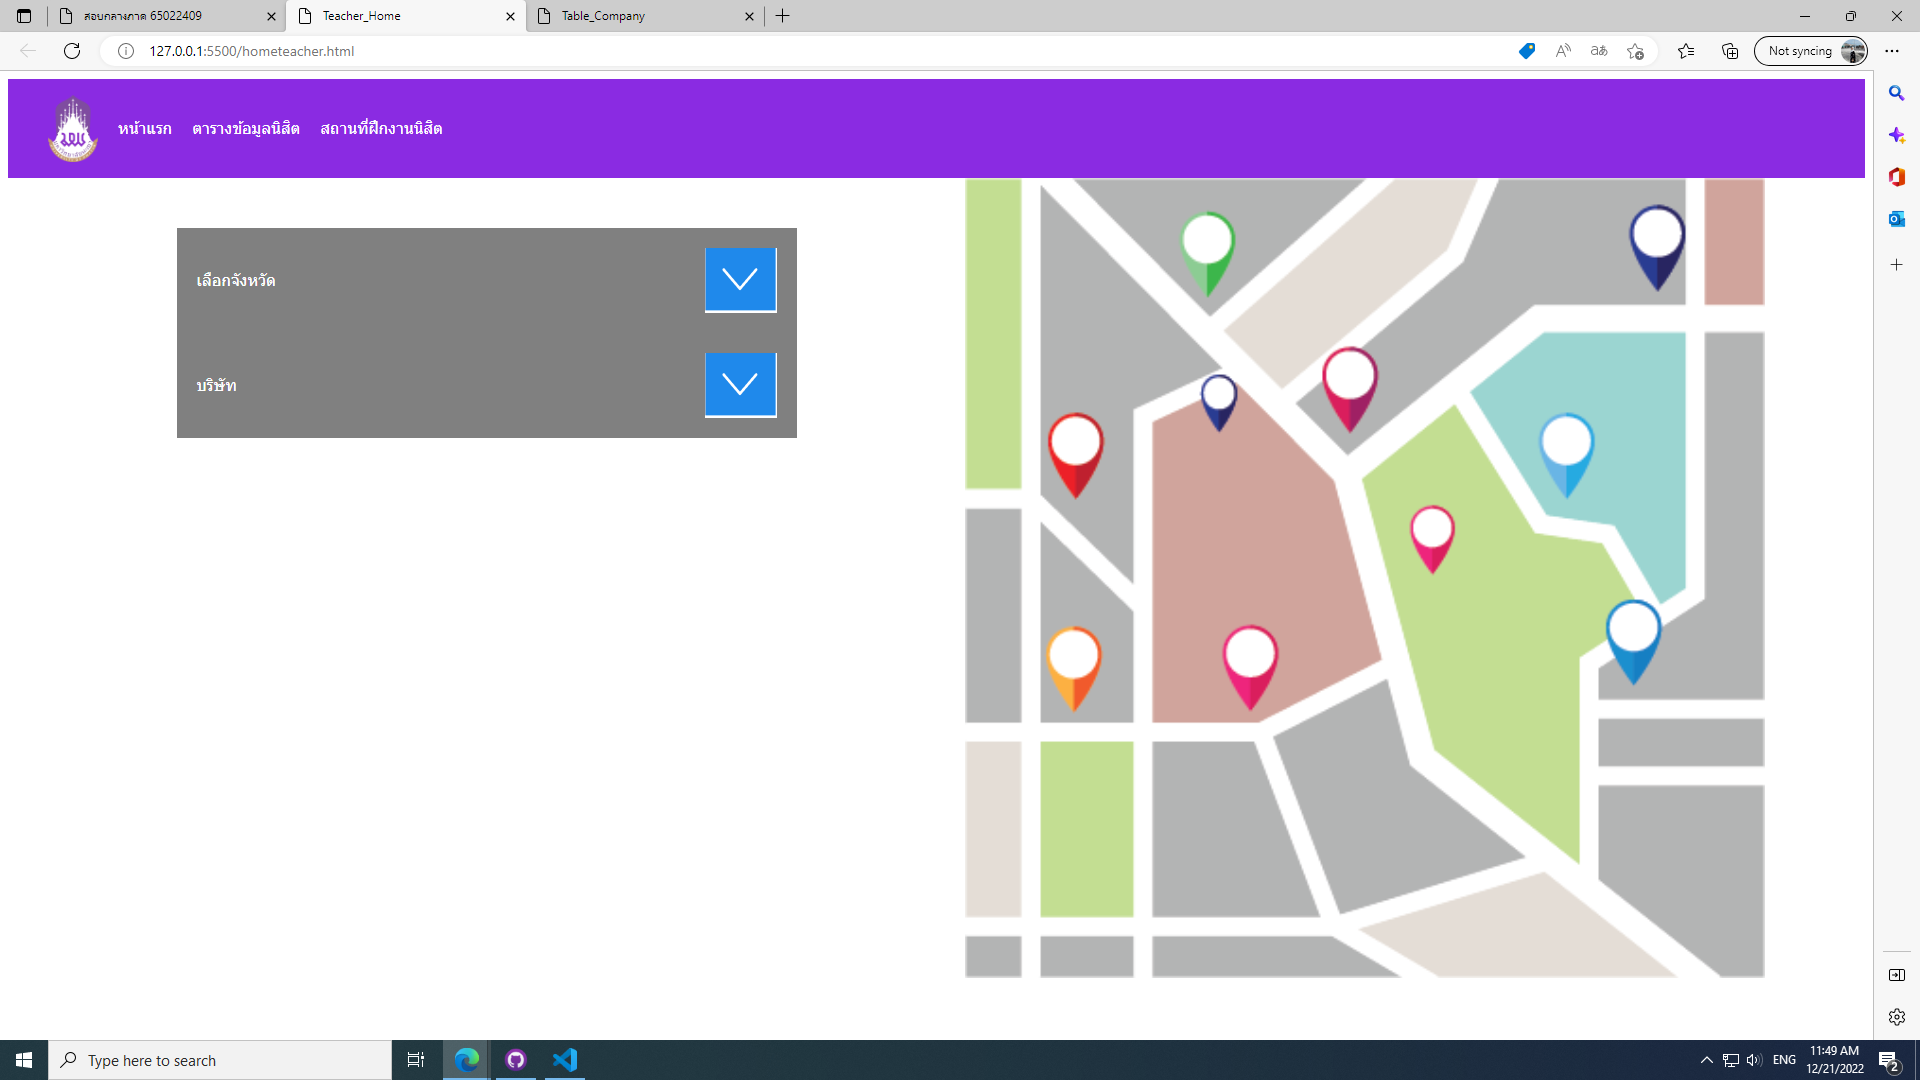 สอบกลางภาค 65022409
Teacher_Home
Table_Company
127.0.0.1:5500/hometeacher.html
Not syncing
หน้าแรก ตารางข้อมูลนิสิต สถานที่ฝึกงานนิสิต
เลือกจังหวัด
บริษัท
Type here to search
ENG
11:49 AM
12/21/2022
2